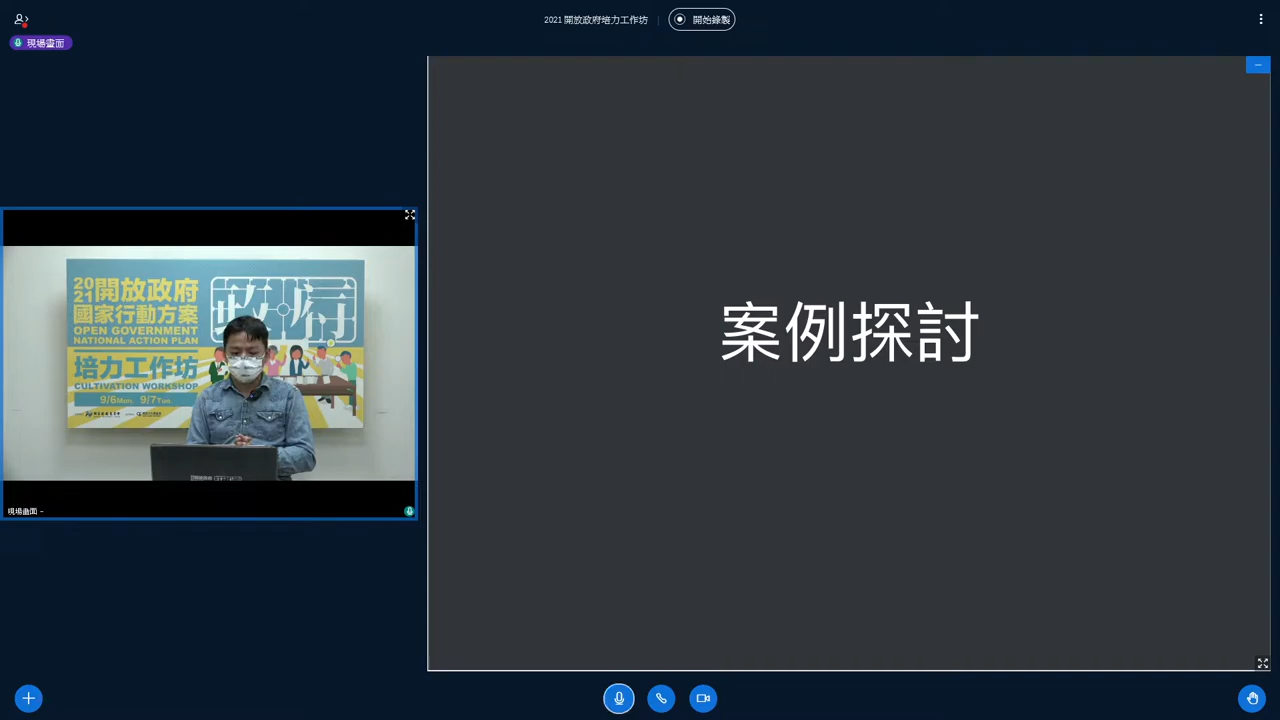 2021 開放政府培力工作坊
開始錄製
現場畫面
2021開放政府
國家行動方案
OPEN GOVERNMENT
NATIONAL ACTION PLAN
培力工作坊
CULTIVATION WORKSHOP
9/6Mon. 9/7Tue.
政府
案例探討
現場畫面